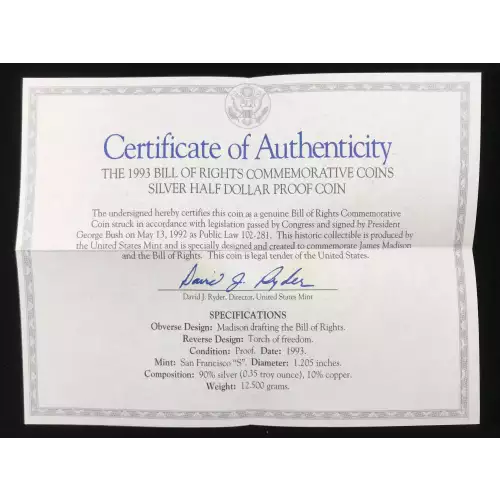 Certificate of Authenticity
THE 1993 BILL OF RIGHTS COMMEMORATIVE COINS
SILVER HALF DOLLAR PROOF COIN
The undersigned hereby certifies this coin as a genuine Bill of Rights Commemorative
Coin struck in accordance with legislation passed by Congress and signed by President
George Bush on May 13, 1992 as Public Law 102-281. This historic collectible is produced by
the United States Mint and is specially designed and created to commemorate James Madison
and the Bill of Rights. This coin is legal tender of the United States.
David J. Ryder
David J. Ryder, Director, United States Mint
SPECIFICATIONS
Obverse Design: Madison drafting the Bill of Rights.
Reverse Design: Torch of freedom.
Condition: Proof. Date: 1993.
Mint: San Francisco "S". Diameter: 1.205 inches.
Composition: 90% silver (0.35 troy ounce), 10% copper.
Weight: 12.500 grams.